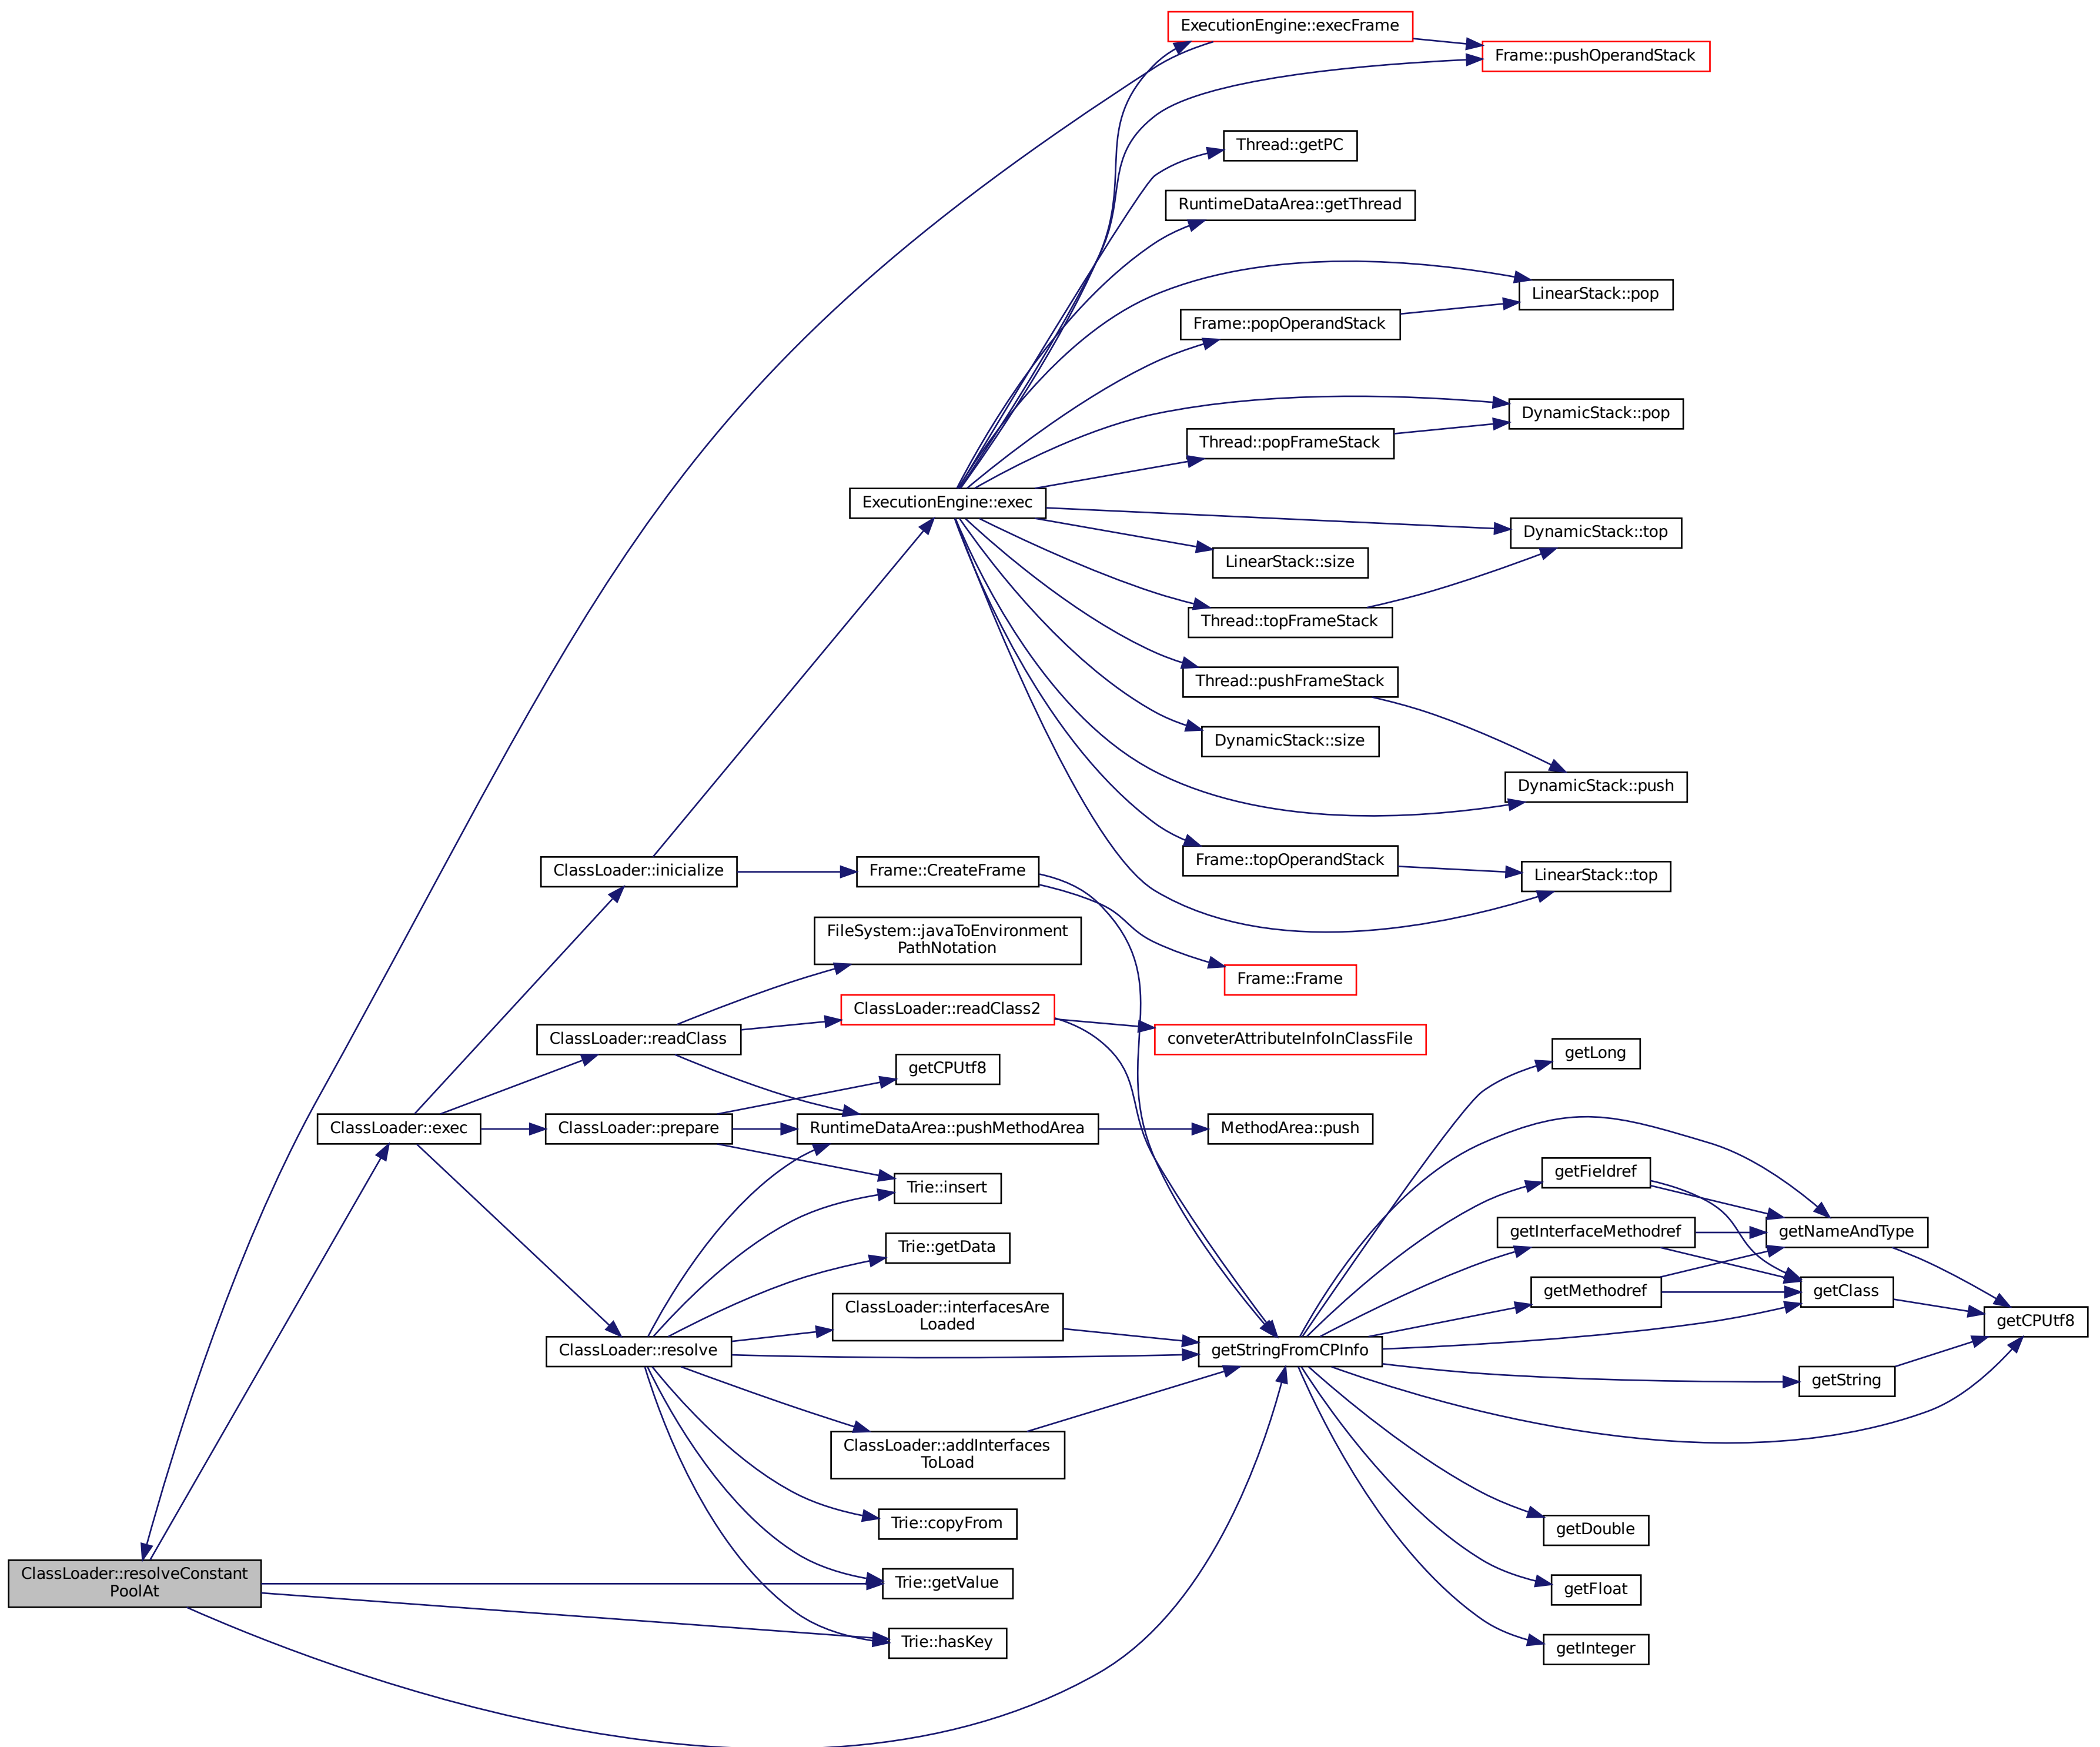 ExecutionEngine::execFrame
Frame::pushOperandStack
Thread::getPC
RuntimeDataArea::getThread
LinearStack::pop
Frame::popOperandStack
DynamicStack::pop
Thread::popFrameStack
ExecutionEngine::exec
DynamicStack::top
LinearStack::size
Thread::topFrameStack
Thread::pushFrameStack
DynamicStack::size
DynamicStack::push
Frame::topOperandStack
ClassLoader::inicialize
Frame::CreateFrame
LinearStack::top
FileSystem::javaToEnvironment
PathNotation
Frame::Frame
ClassLoader::readClass2
ClassLoader::readClass
conveterAttributeInfoInClassFile
getLong
getCPUtf8
ClassLoader::exec
ClassLoader::prepare
RuntimeDataArea::pushMethodArea
MethodArea::push
getFieldref
Trie::insert
getInterfaceMethodref
getNameAndType
Trie::getData
getMethodref
getClass
ClassLoader::interfacesAre
Loaded
getCPUtf8
ClassLoader::resolve
getStringFromCPInfo
getString
ClassLoader::addInterfaces
ToLoad
Trie::copyFrom
getDouble
ClassLoader::resolveConstant
PoolAt
Trie::getValue
getFloat
Trie::hasKey
getInteger